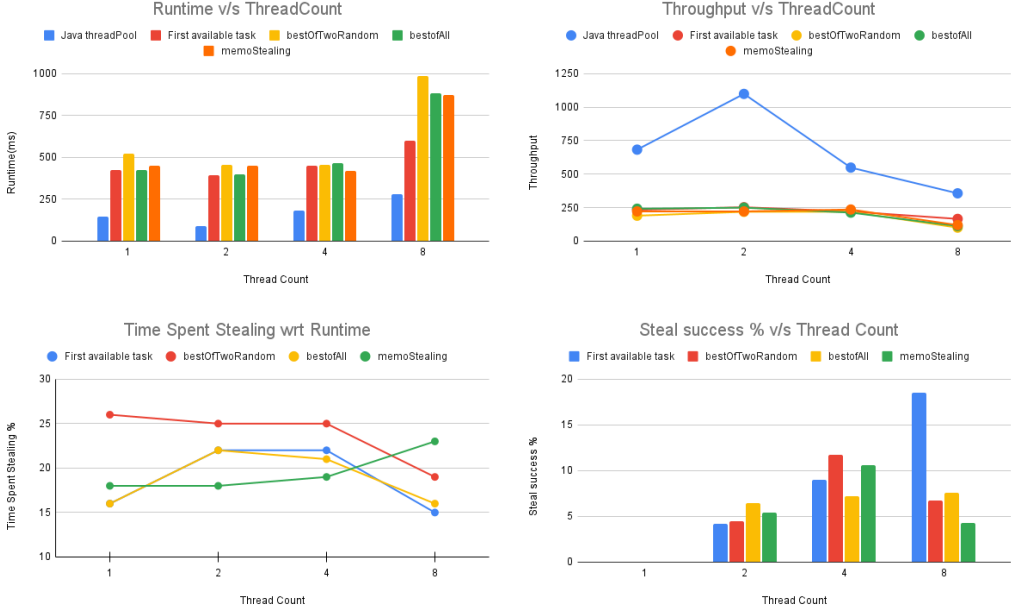 Runtime v/s ThreadCount
Java threadPool First available task bestOfTwoRandom bestofAll
memoStealing
1000
750
500
250
0
Runtime(ms)
1 2 4 8
Thread Count
Throughput v/s ThreadCount
Java threadPool First available task bestOfTwoRandom bestofAll
memoStealing
1250
1000
750
500
250
0
Throughput
1 2 4 8
Thread Count
Time Spent Stealing wrt Runtime
First available task bestOfTwoRandom bestofAll memoStealing
30
25
20
15
10
Time Spent Stealing %
1 2 4 8
Thread Count
Steal success % v/s Thread Count
First available task bestOfTwoRandom bestofAll memoStealing
20
15
10
5
0
Steal success %
1 2 4 8
Thread Count